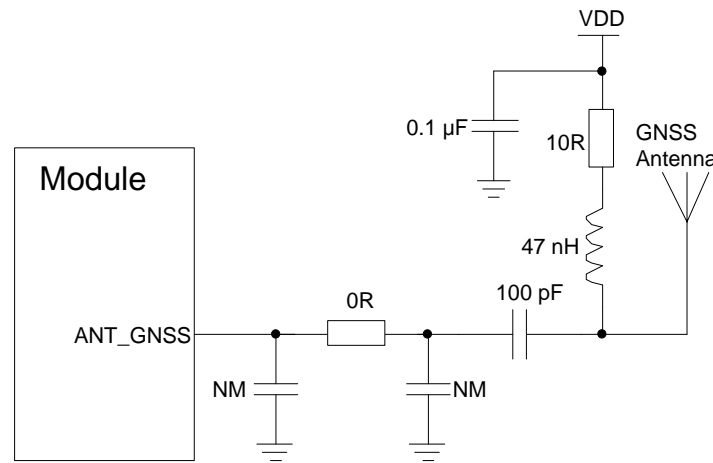 VDD
0.1 µF
10R
GNSS
Antenna
Module
47 nH
100 pF
0R
ANT_GNSS
NM
NM